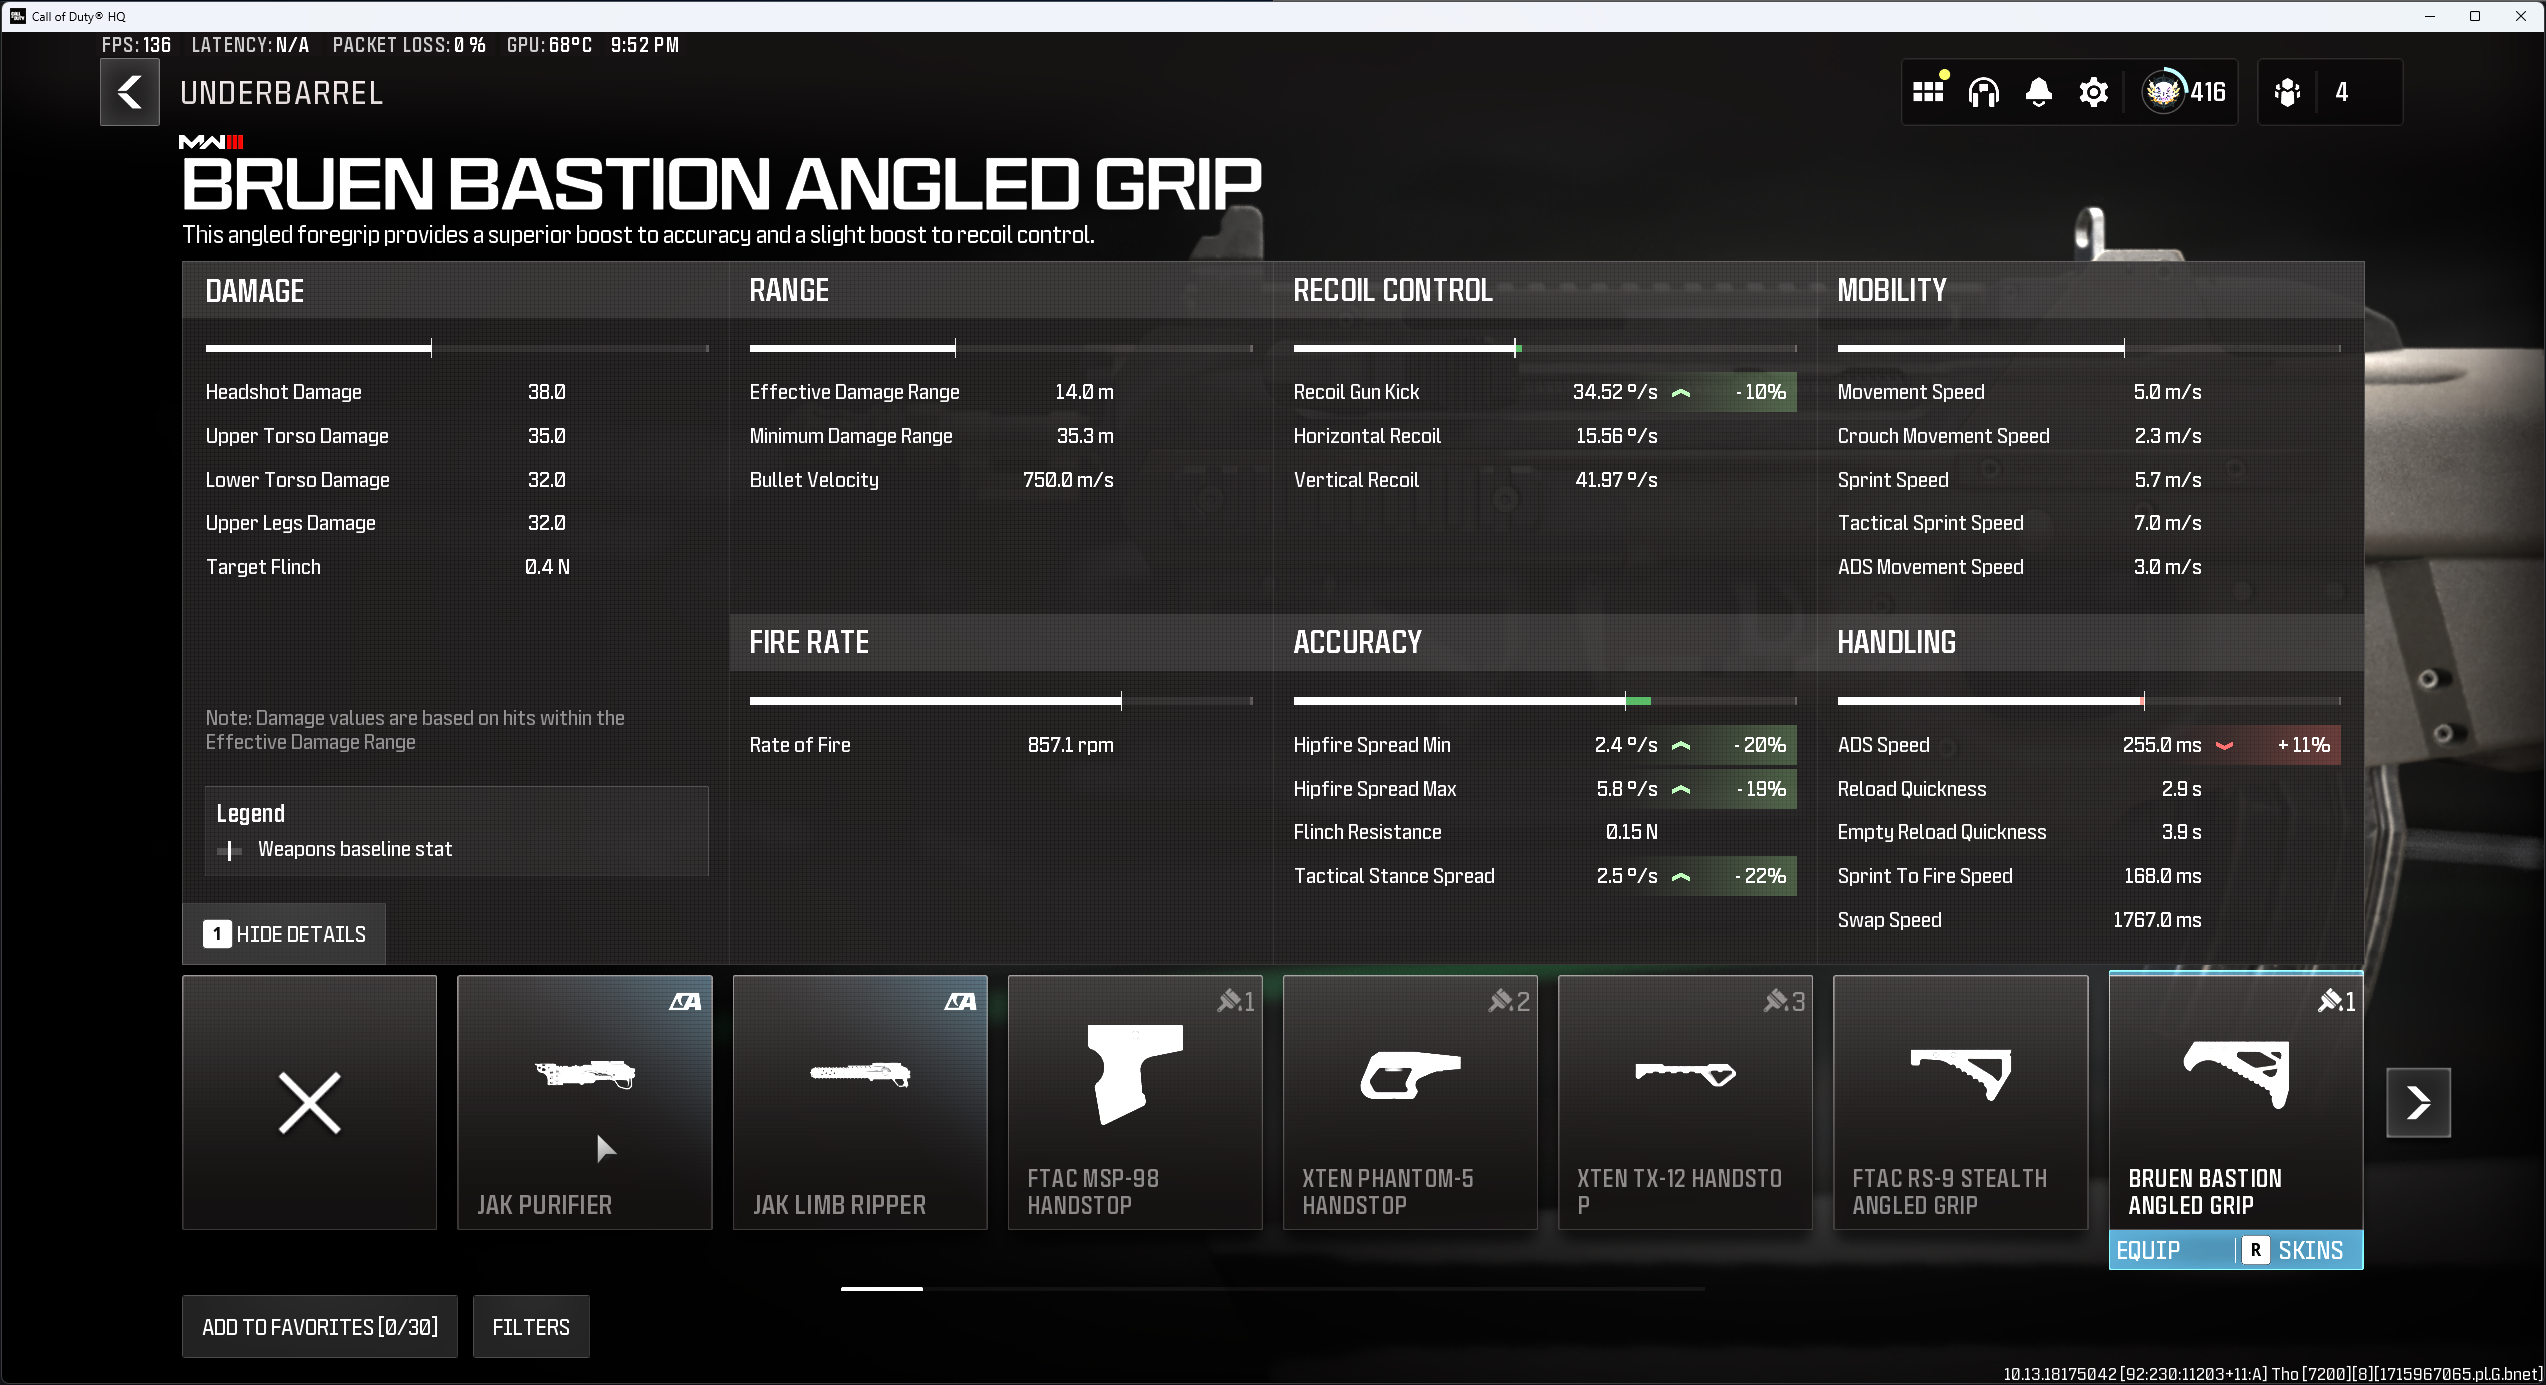 Call of Duty® HQ
FPS: 136 LATENCY: N/A PACKET LOSS: 0 % GPU: 68°C 9:52 PM
UNDERBARREL
416
4
MWIII
BRUEN BASTION ANGLED GRIP
This angled foregrip provides a superior boost to accuracy and a slight boost to recoil control.
DAMAGE
Headshot Damage 38.0
Upper Torso Damage 35.0
Lower Torso Damage 32.0
Upper Legs Damage 32.0
Target Flinch 0.4 N
Note: Damage values are based on hits within the
Effective Damage Range
Legend
Weapons baseline stat
1 HIDE DETAILS
RANGE
Effective Damage Range 14.0 m
Minimum Damage Range 35.3 m
Bullet Velocity 750.0 m/s
FIRE RATE
Rate of Fire 857.1 rpm
RECOIL CONTROL
Recoil Gun Kick 34.52 º/s - 10%
Horizontal Recoil 15.56 º/s
Vertical Recoil 41.97 º/s
ACCURACY
Hipfire Spread Min 2.4 º/s - 20%
Hipfire Spread Max 5.8 º/s - 19%
Flinch Resistance 0.15 N
Tactical Stance Spread 2.5 º/s - 22%
MOBILITY
Movement Speed 5.0 m/s
Crouch Movement Speed 2.3 m/s
Sprint Speed 5.7 m/s
Tactical Sprint Speed 7.0 m/s
ADS Movement Speed 3.0 m/s
HANDLING
ADS Speed 255.0 ms + 11%
Reload Quickness 2.9 s
Empty Reload Quickness 3.9 s
Sprint To Fire Speed 168.0 ms
Swap Speed 1767.0 ms
JAK PURIFIER
JAK LIMB RIPPER
.1
FTAC MSP-98
HANDSTOP
.2
XTEN PHANTOM-5
HANDSTOP
.3
XTEN TX-12 HANDSTO
P
FTAC RS-9 STEALTH
ANGLED GRIP
.1
BRUEN BASTION
ANGLED GRIP
EQUIP R SKINS
ADD TO FAVORITES [0/30] FILTERS
10.13.18175042 [92:230:11203+11:A] Tho [7200][8][1715967065.pl.G.bnet]